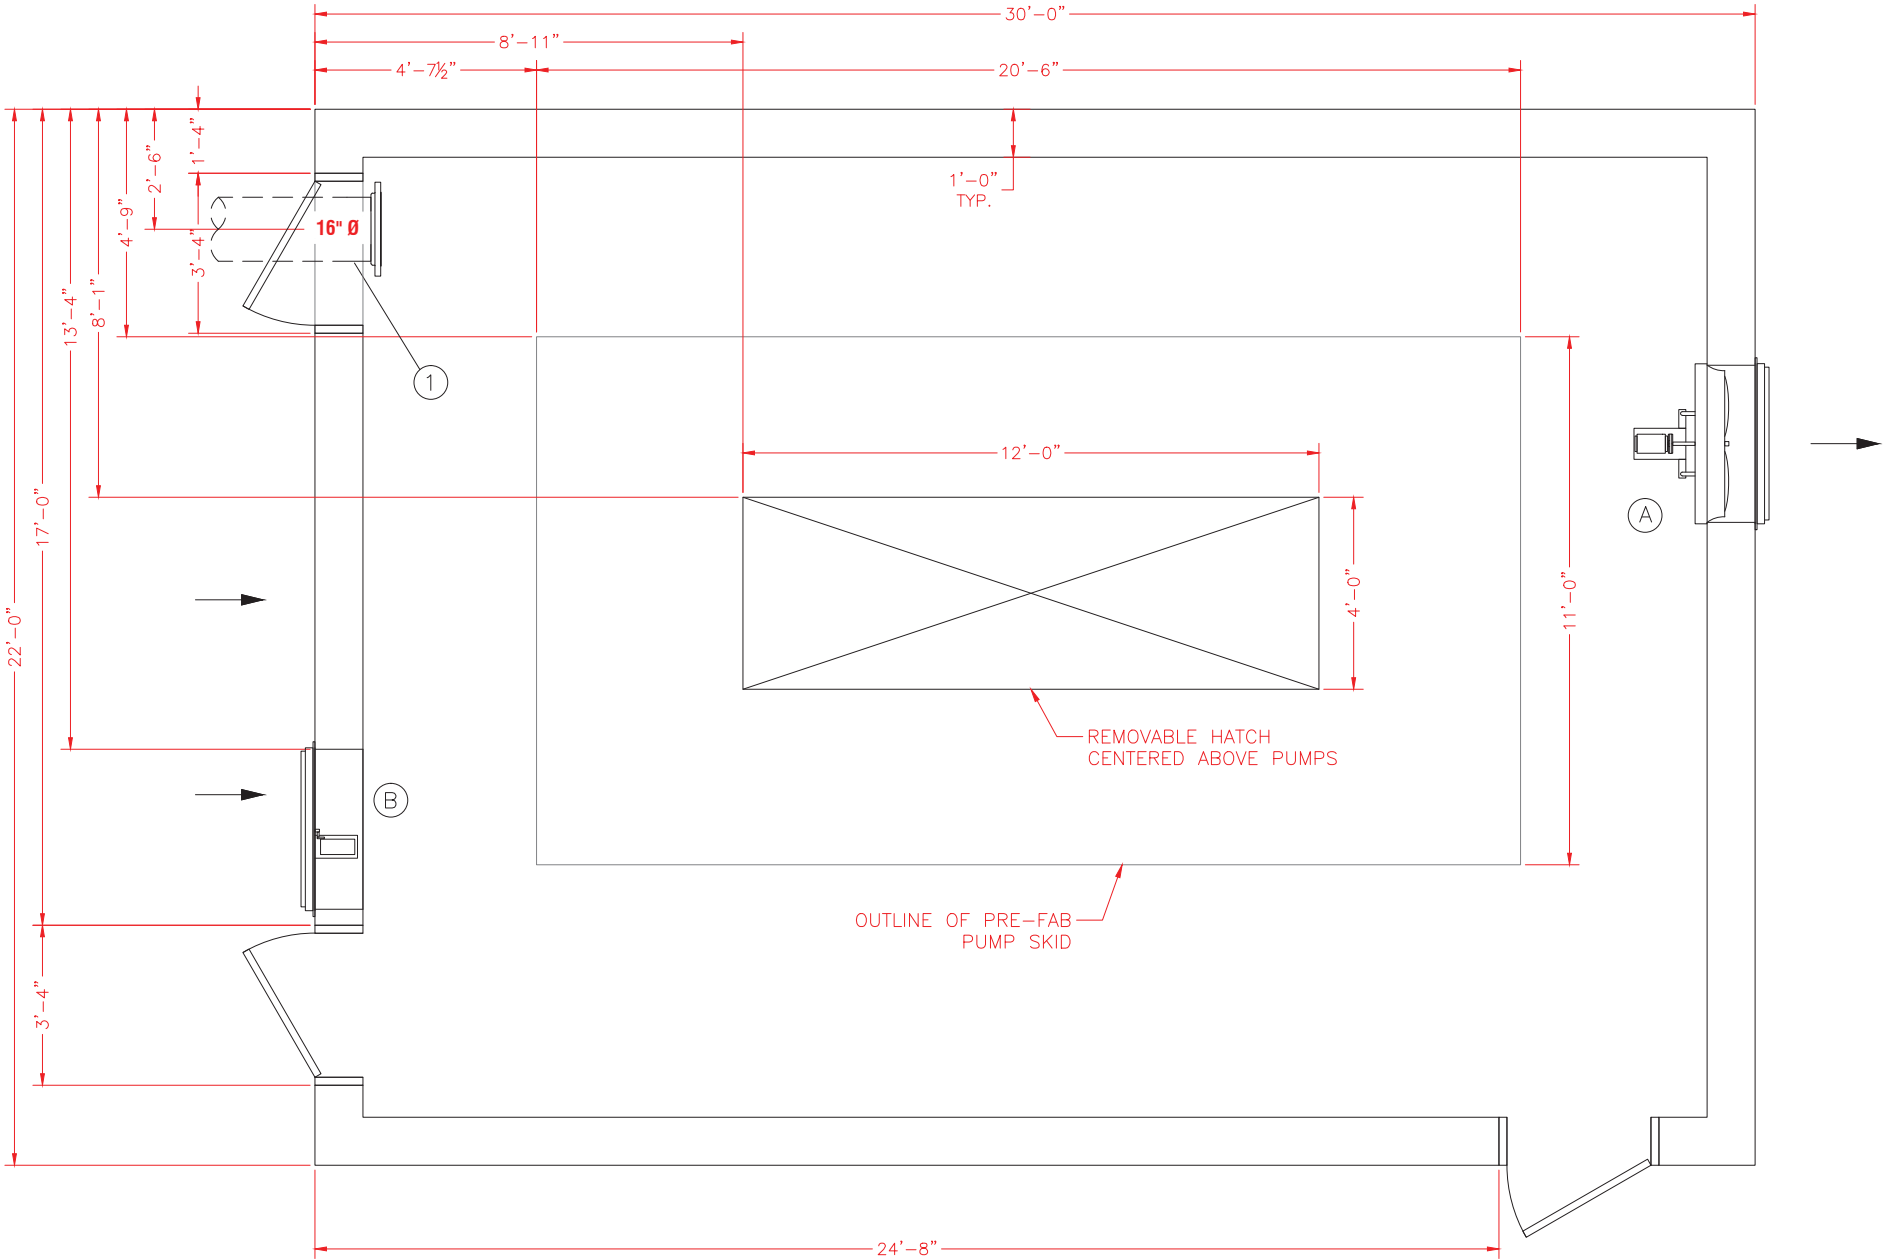 30'-0"
8'-11"
4'-7½"
20'-6"
1'-4"
2'-6"
4'-9"
3'-4"
8'-1"
13'-4"
17'-0"
22'-0"
3'-4"
1'-0"
TYP.
16" Ø
1
12'-0"
4'-0"
11'-0"
A
B
REMOVABLE HATCH
CENTERED ABOVE PUMPS
OUTLINE OF PRE-FAB
PUMP SKID
24'-8"